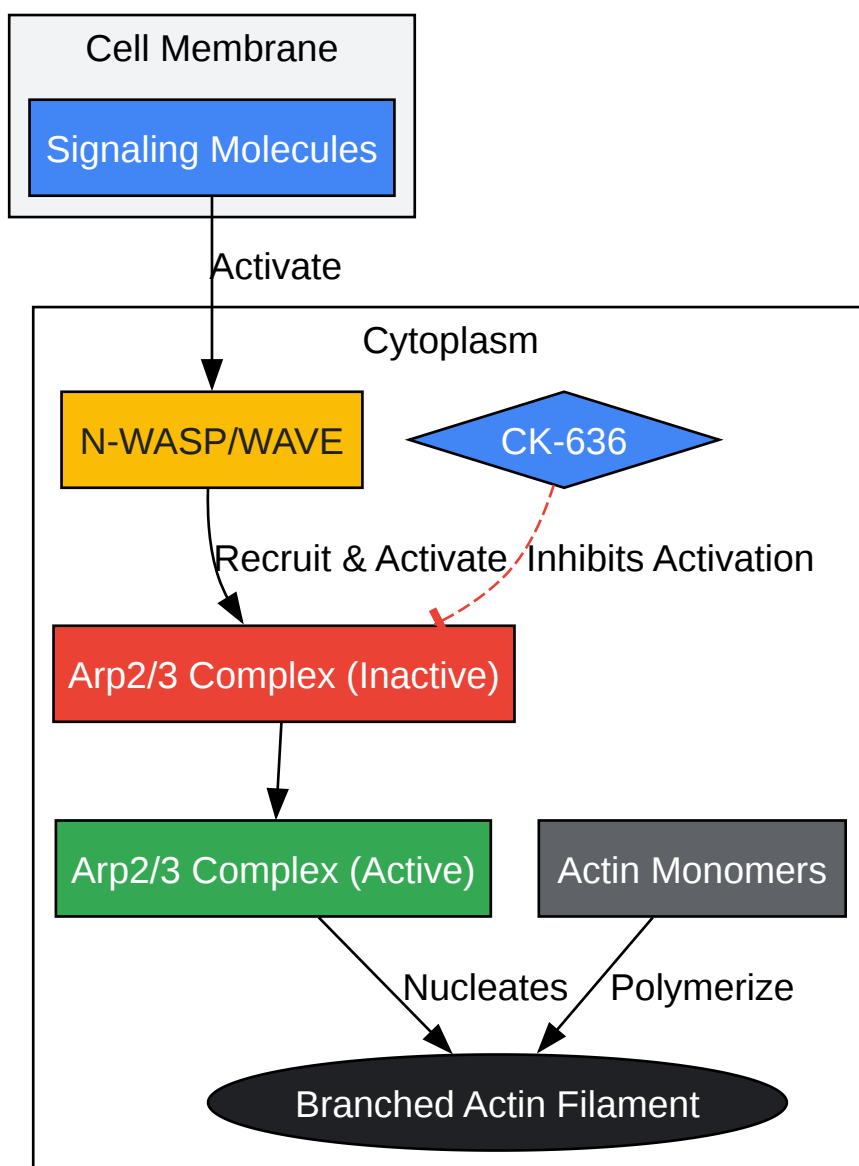 Cell Membrane
Signaling Molecules
Activate
Cytoplasm
N-WASP/WAVE
CK-636
Recruit & Activate
Inhibits Activation
Arp2/3 Complex (Inactive)
Arp2/3 Complex (Active)
Actin Monomers
Nucleates
Polymerize
Branched Actin Filament